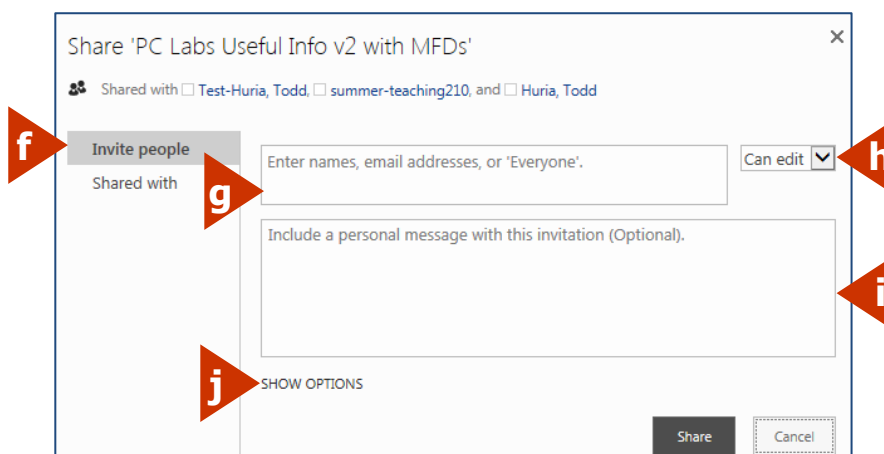 Share 'PC Labs Useful Info v2 with MFDs'
Shared with Test-Huria, Todd, summer-teaching210, and Huria, Todd
f
Invite people
Shared with
g
Enter names, email addresses, or 'Everyone'.
Can edit
h
Include a personal message with this invitation (Optional).
i
j
SHOW OPTIONS
Share
Cancel